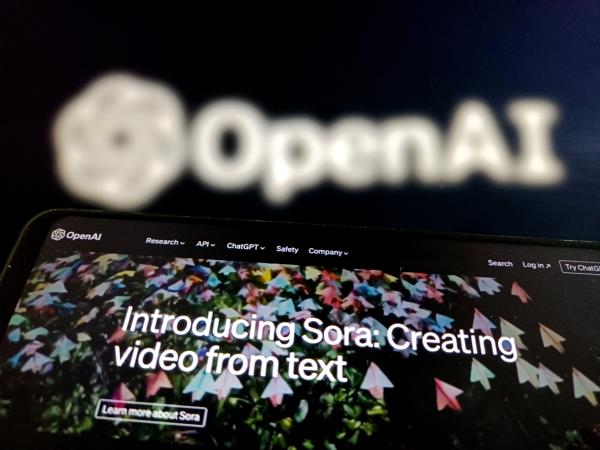 OpenAI
OpenAI
Research API ChatGPT Safety Company Search Log in
Try ChatG
Introducing Sora: Creating
video from text
Learn more about Sora